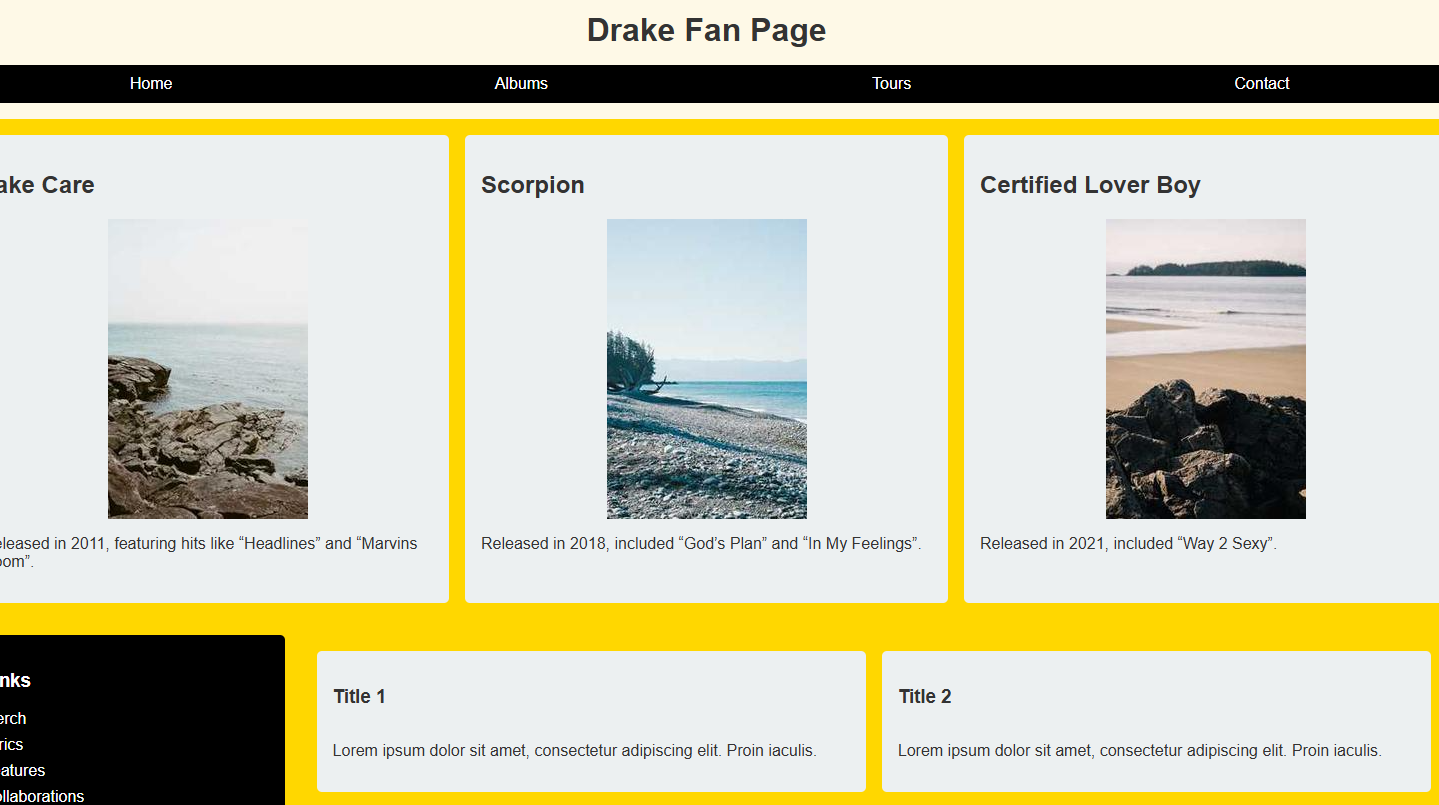 Drake Fan Page
Home Albums Tours Contact
ake Care
Scorpion
Certified Lover Boy
eleased in 2011, featuring hits like “Headlines” and “Marvins
oom”.
Released in 2018, included “God’s Plan” and “In My Feelings”.
Released in 2021, included “Way 2 Sexy”.
nks
erch
rics
eatures
ollaborations
Title 1
Lorem ipsum dolor sit amet, consectetur adipiscing elit. Proin iaculis.
Title 2
Lorem ipsum dolor sit amet, consectetur adipiscing elit. Proin iaculis.